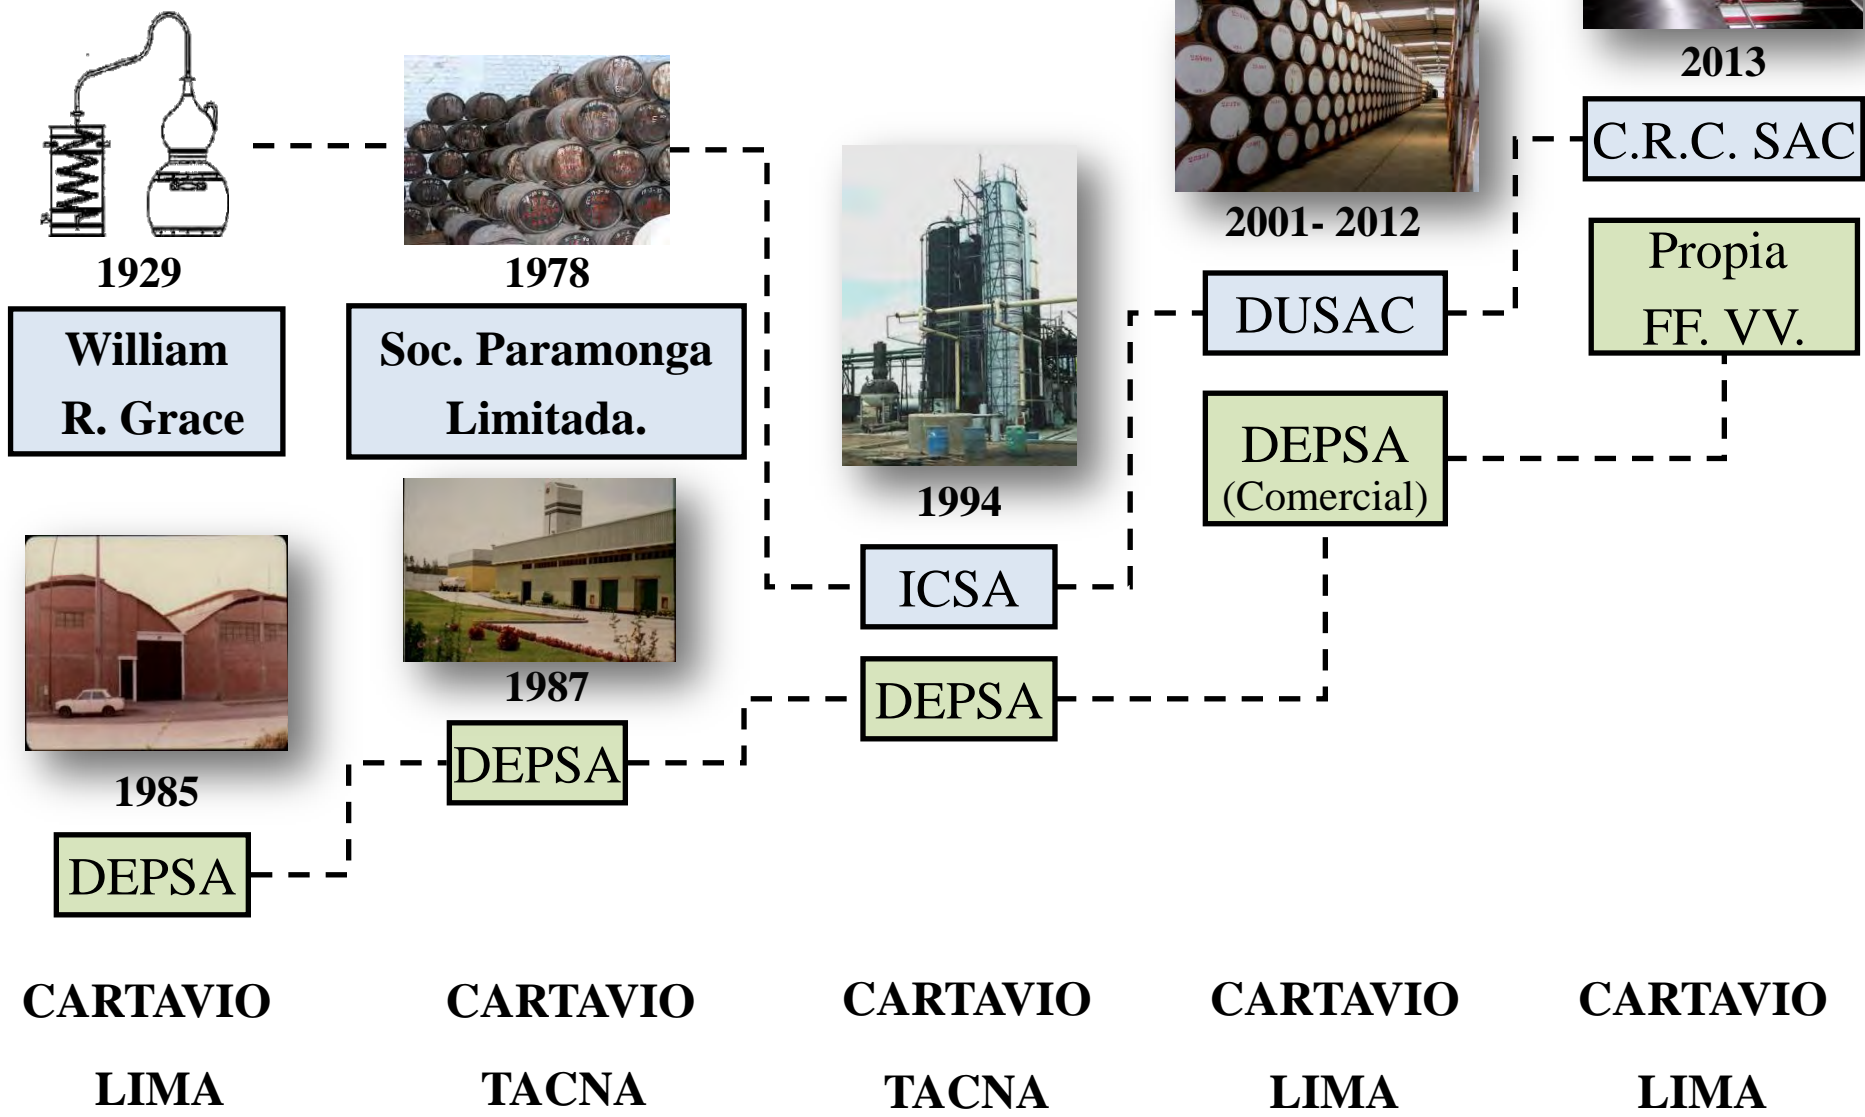 1929
William
R. Grace
1985
DEPSA
1978
Soc. Paramonga
Limitada.
1987
DEPSA
1994
ICSA
DEPSA
2001- 2012
DUSAC
DEPSA
(Comercial)
2013
C.R.C. SAC
Propia
FF. VV.
CARTAVIO
LIMA
CARTAVIO
TACNA
CARTAVIO
TACNA
CARTAVIO
LIMA
CARTAVIO
LIMA